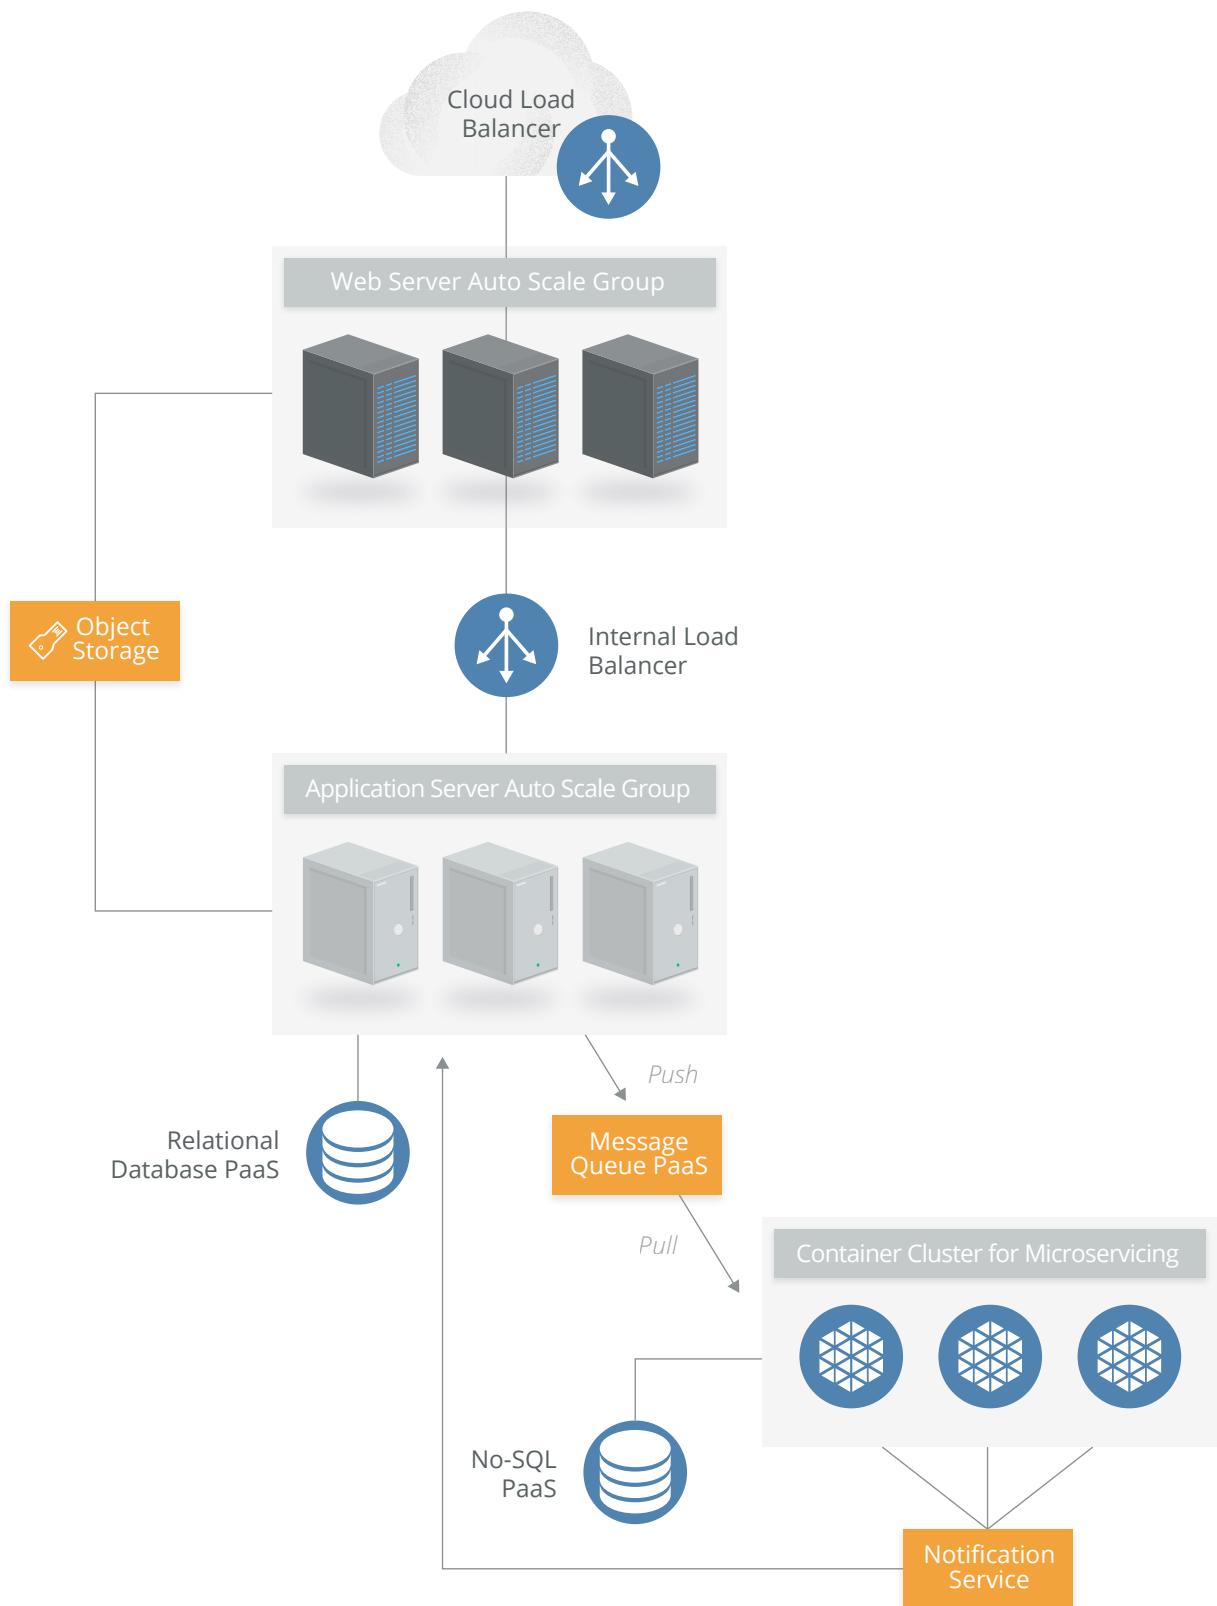 Cloud Load
Balancer
Web Server Auto Scale Group
Object
Storage
Internal Load
Balancer
Application Server Auto Scale Group
Push
Relational
Database PaaS
Message
Queue PaaS
Pull
Container Cluster for Microservicing
No-SQL
PaaS
Notification
Service